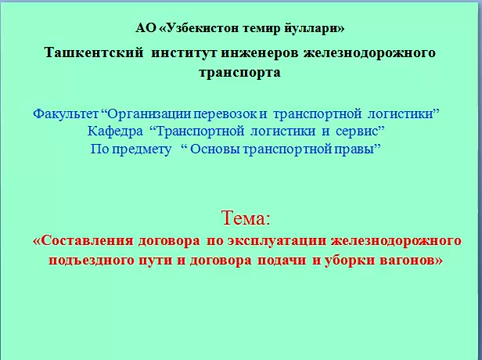 АО «Узбекистон темир йуллари»
Ташкентский институт инженеров железнодорожного
транспорта
Факультет “Организации перевозок и транспортной логистики”
Кафедра “Транспортной логистики и сервис”
По предмету “ Основы транспортной правы”
Тема:
«Составления договора по эксплуатации железнодорожного
подъездного пути и договора подачи и уборки вагонов»